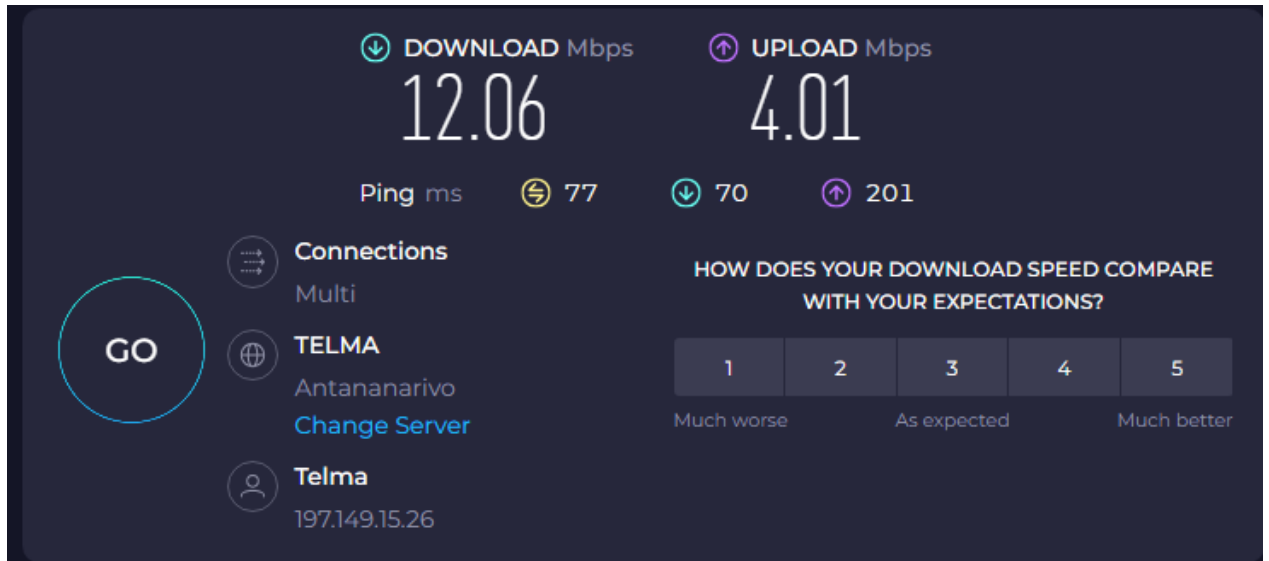 DOWNLOAD Mbps
UPLOAD Mbps
12.06
4.01
Ping ms 77 70 201
GO
Connections
Multi
TELMA
Antananarivo
Change Server
Telma
197.149.15.26
HOW DOES YOUR DOWNLOAD SPEED COMPARE
WITH YOUR EXPECTATIONS?
1 2 3 4 5
Much worse As expected Much better